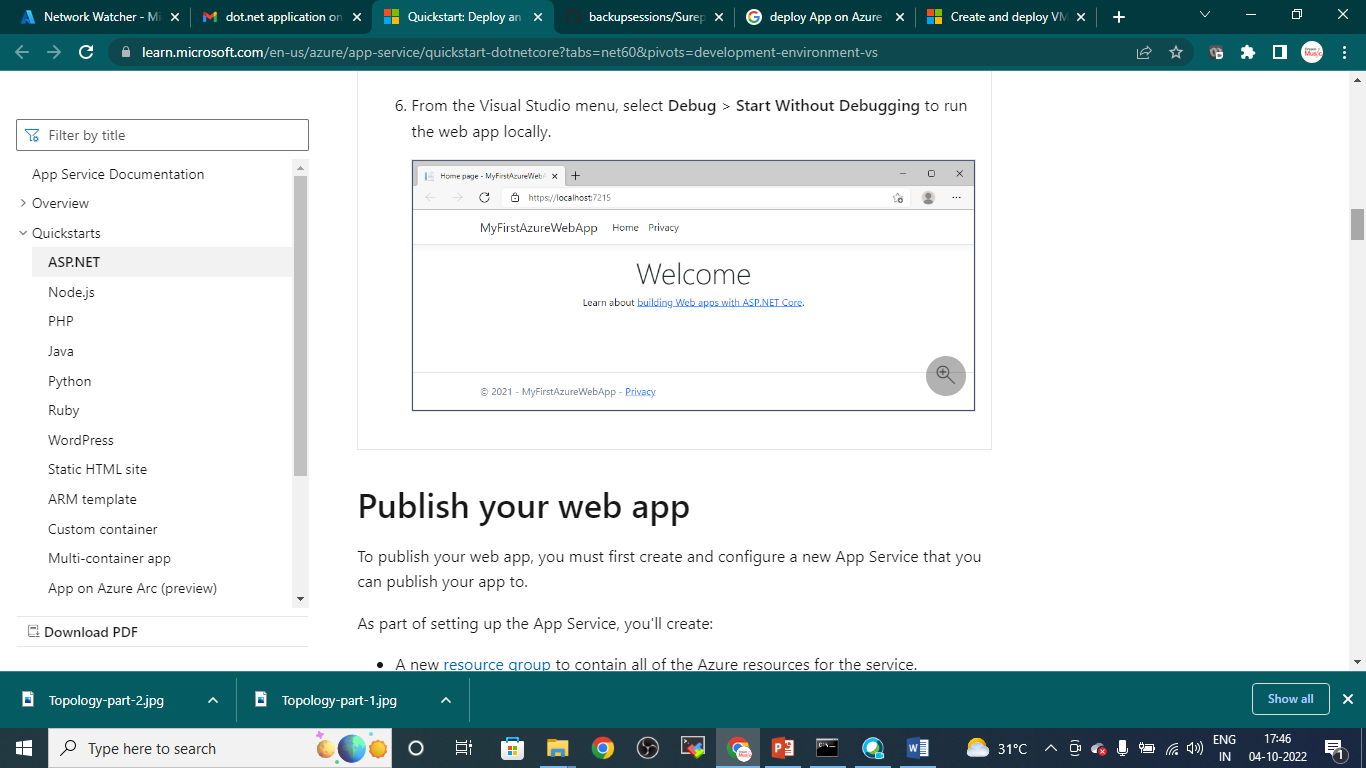 Network Watcher - Mi
dot.net application on
Quickstart: Deploy an
backupsessions/Surep
deploy App on Azure
Create and deploy VM
learn.microsoft.com/en-us/azure/app-service/quickstart-dotnetcore?tabs=net60&pivots=development-environment-vs
Filter by title
App Service Documentation
Overview
Quickstarts
ASP.NET
Node.js
PHP
Java
Python
Ruby
WordPress
Static HTML site
ARM template
Custom container
Multi-container app
App on Azure Arc (preview)
Download PDF
6. From the Visual Studio menu, select Debug > Start Without Debugging to run
the web app locally.
Home page - MyFirstAzureWebA
https://localhost:7215
MyFirstAzureWebApp Home Privacy
Welcome
Learn about building Web apps with ASP.NET Core.
© 2021 - MyFirstAzureWebApp - Privacy
Publish your web app
To publish your web app, you must first create and configure a new App Service that you
can publish your app to.
As part of setting up the App Service, you'll create:
• A new resource group to contain all of the Azure resources for the service.
Topology-part-2.jpg
Topology-part-1.jpg
Show all
Type here to search
31°C
ENG
IN
17:46
04-10-2022
1